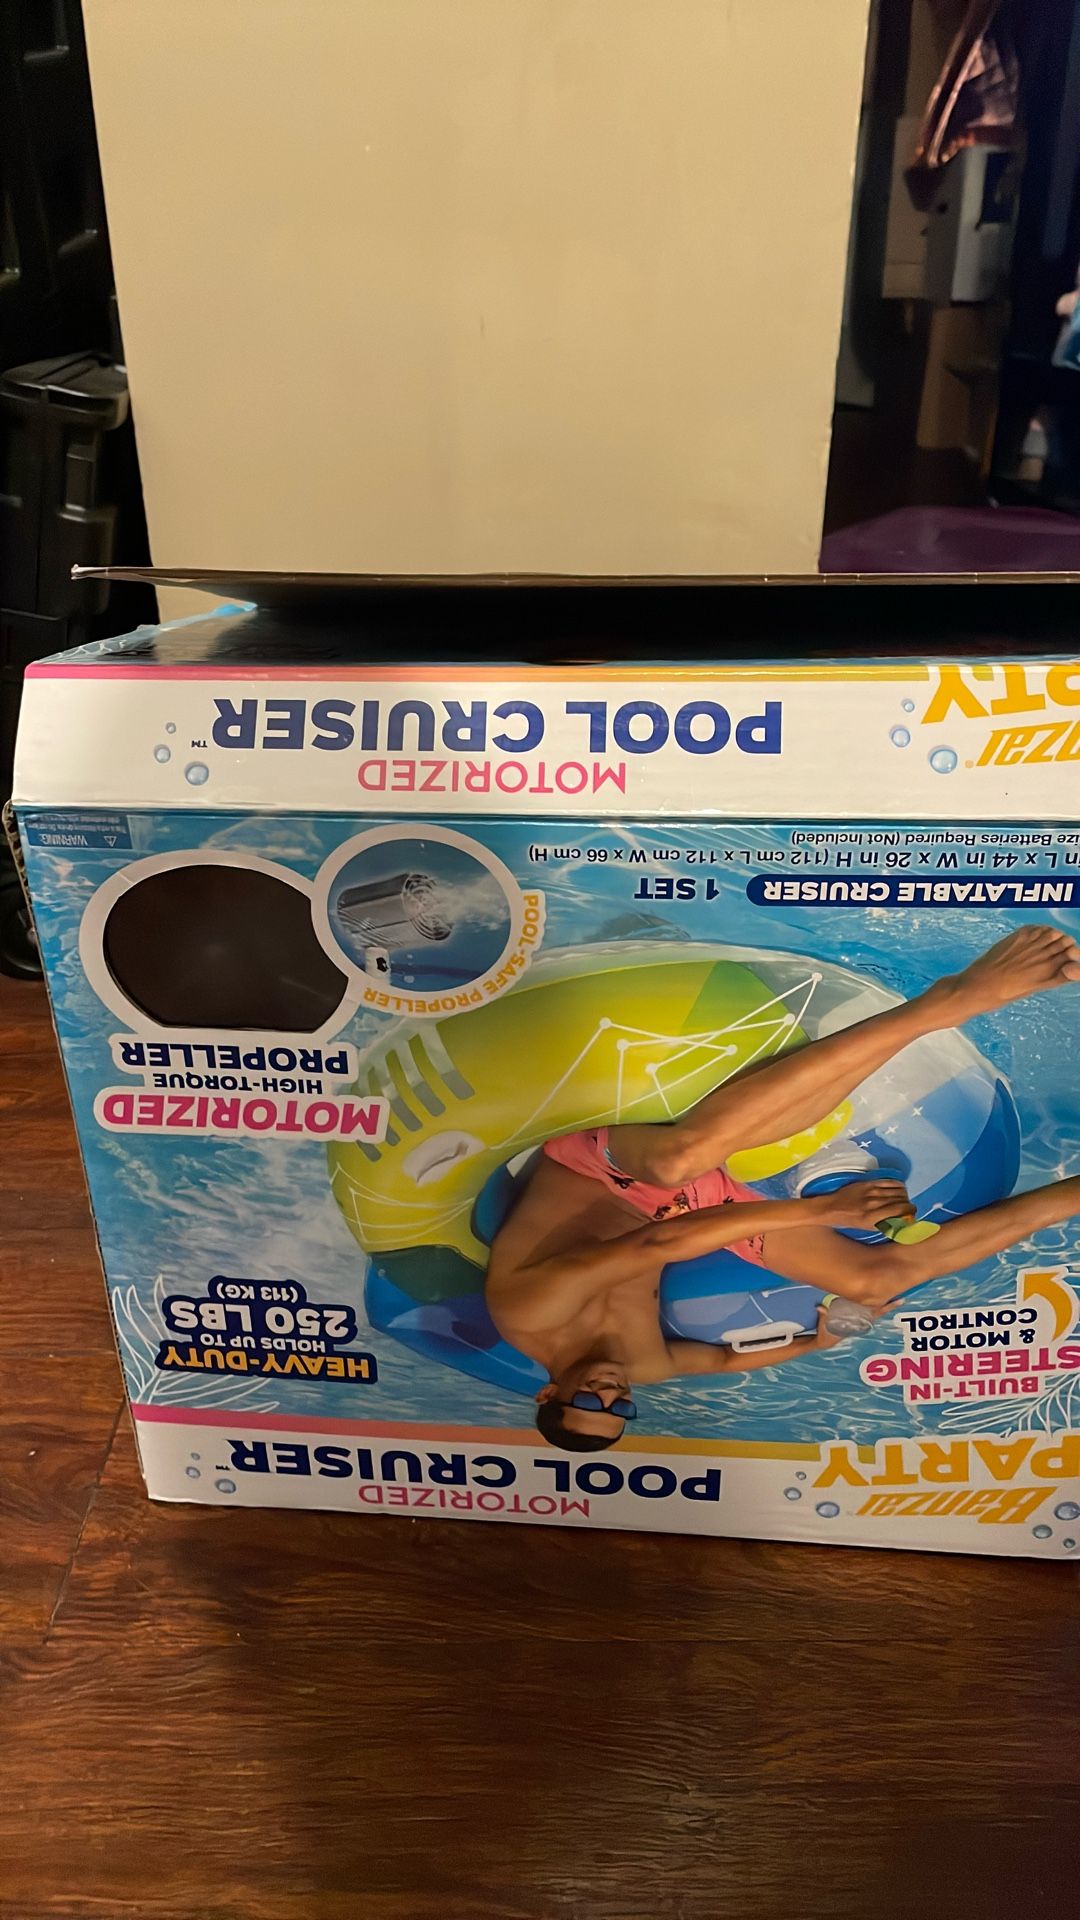 Banzai®
PARTY
MOTORIZED
POOL CRUISER™
BUILT-IN
STEERING
& MOTOR
CONTROL
HEAVY-DUTY
HOLDS UP TO
250 LBS
(113 KG)
MOTORIZED
HIGH-TORQUE
PROPELLER
POOL-SAFE PROPELLER
INFLATABLE CRUISER
1 SET
in L x 44 in W x 26 in H (112 cm L x 112 cm W x 66 cm H)
Batteries Required (Not Included)
WARNING:
Banzai®
PARTY
MOTORIZED
POOL CRUISER™